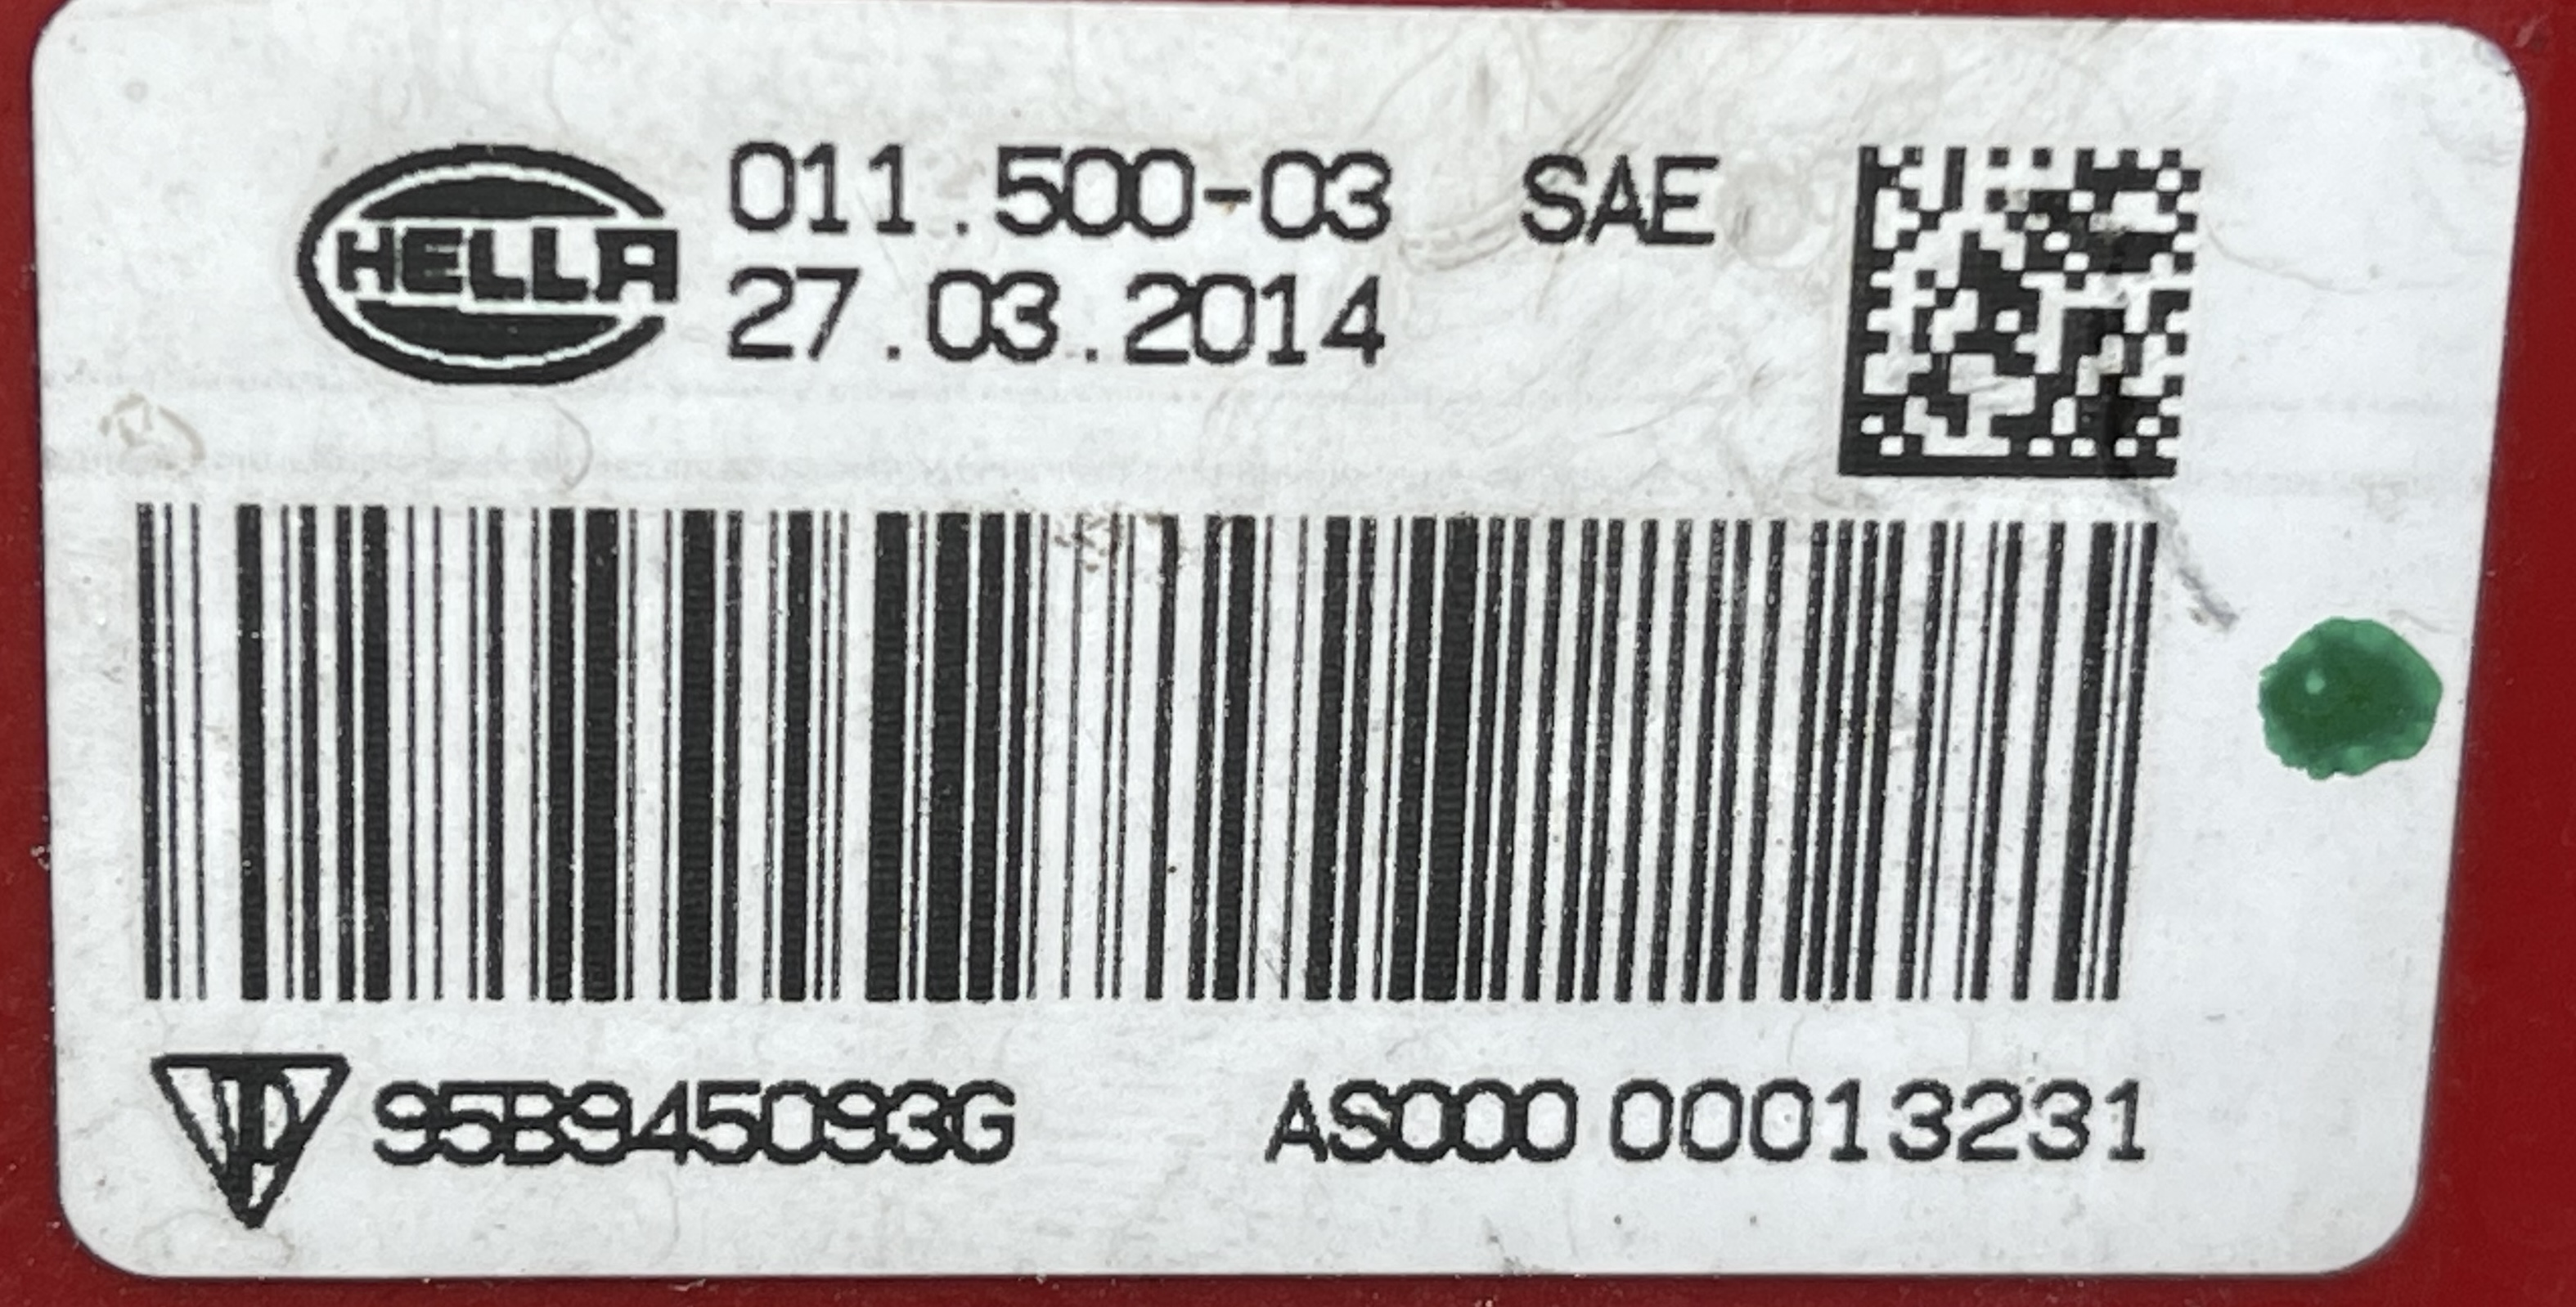 HELLA 011.500-03 SAE
27.03.2014
95B945093G AS000 00013231